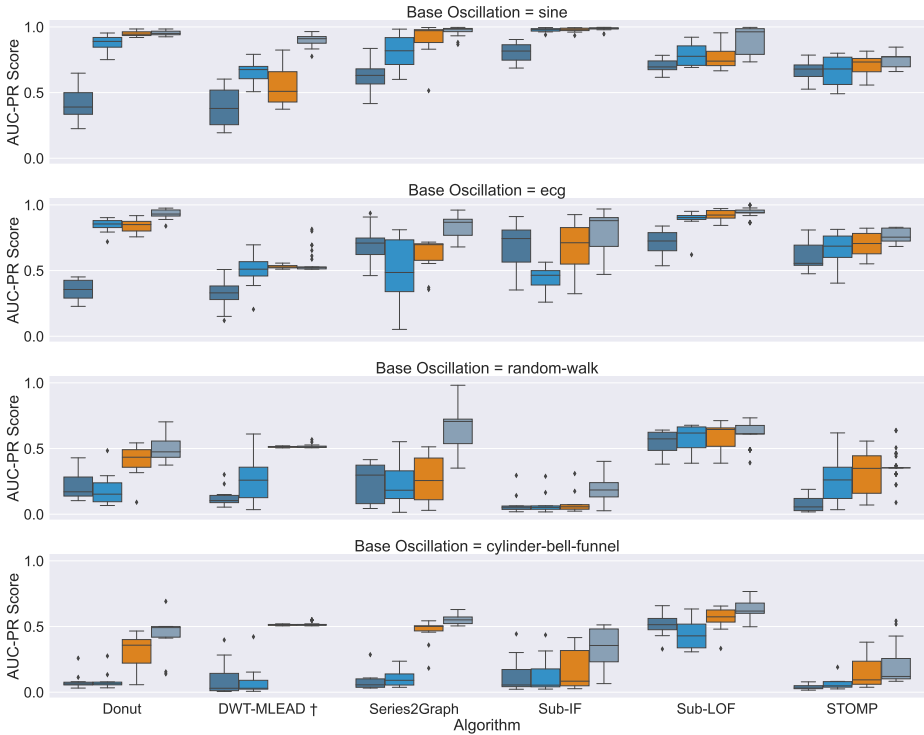 Base Oscillation = sine
AUC-PR Score
1.0
0.5
0.0
Base Oscillation = ecg
AUC-PR Score
1.0
0.5
0.0
Base Oscillation = random-walk
AUC-PR Score
1.0
0.5
0.0
Base Oscillation = cylinder-bell-funnel
AUC-PR Score
1.0
0.5
0.0
Donut DWT-MLEAD † Series2Graph Sub-IF Sub-LOF STOMP
Algorithm